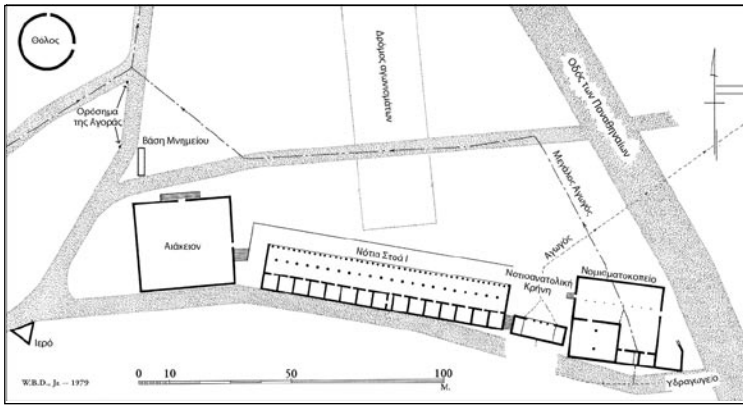 Θόλος
Δρόμος αγωνισμάτων
Οδός των Παναθηναίων
Ορόσημα
της Αγοράς
Βάση Μνημείου
Μεγάλος Αγωγός
Αγωγός
Αιάκειον
Νότια Στοά Ι
Νοτιοανατολική
Κρήνη
Νομισματοκοπείο
Ιερό
Υδραγωγείο
W.B.D., Jr — 1979
0 10 50 100
Μ.